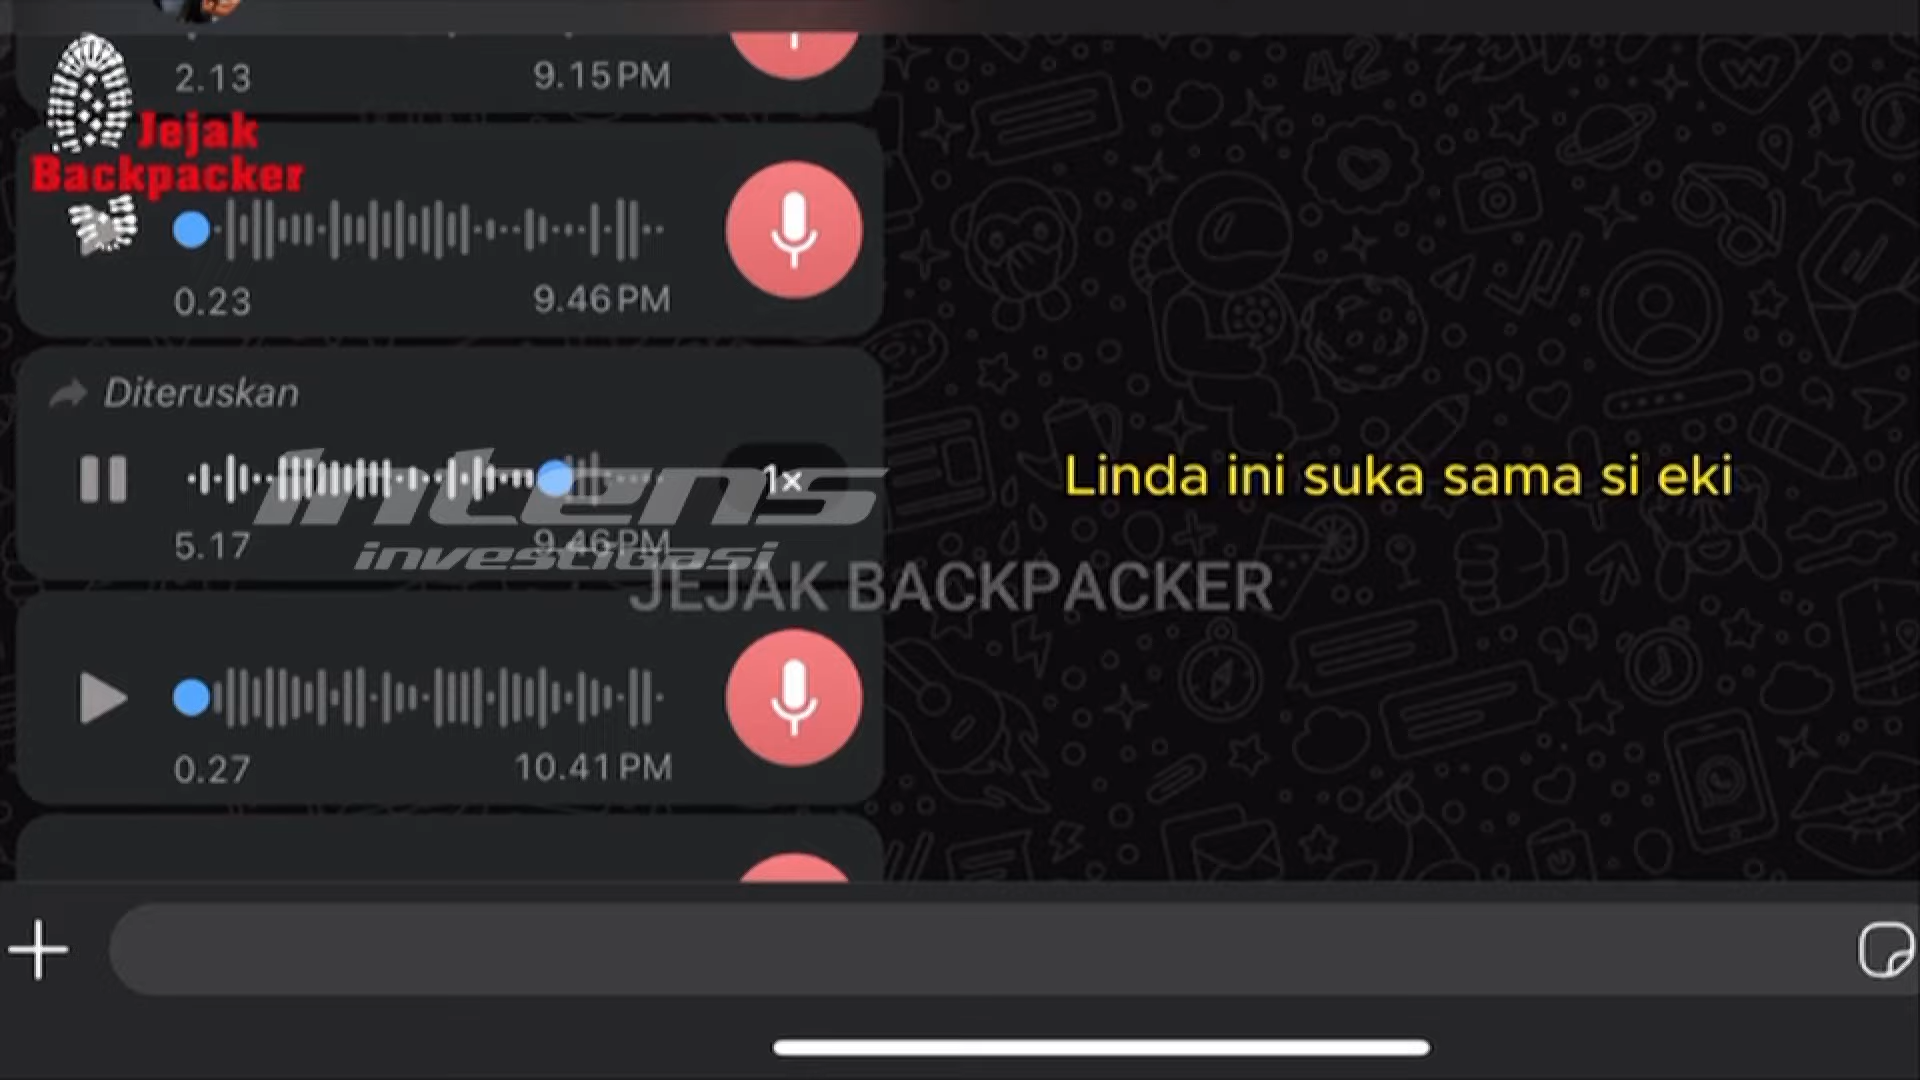 2.13
9.15 PM
Jejak
Backpacker
0.23
9.46 PM
Diteruskan
1×
Intens
investigasi
5.17
9.46 PM
Linda ini suka sama si eki
JEJAK BACKPACKER
0.27
10.41 PM